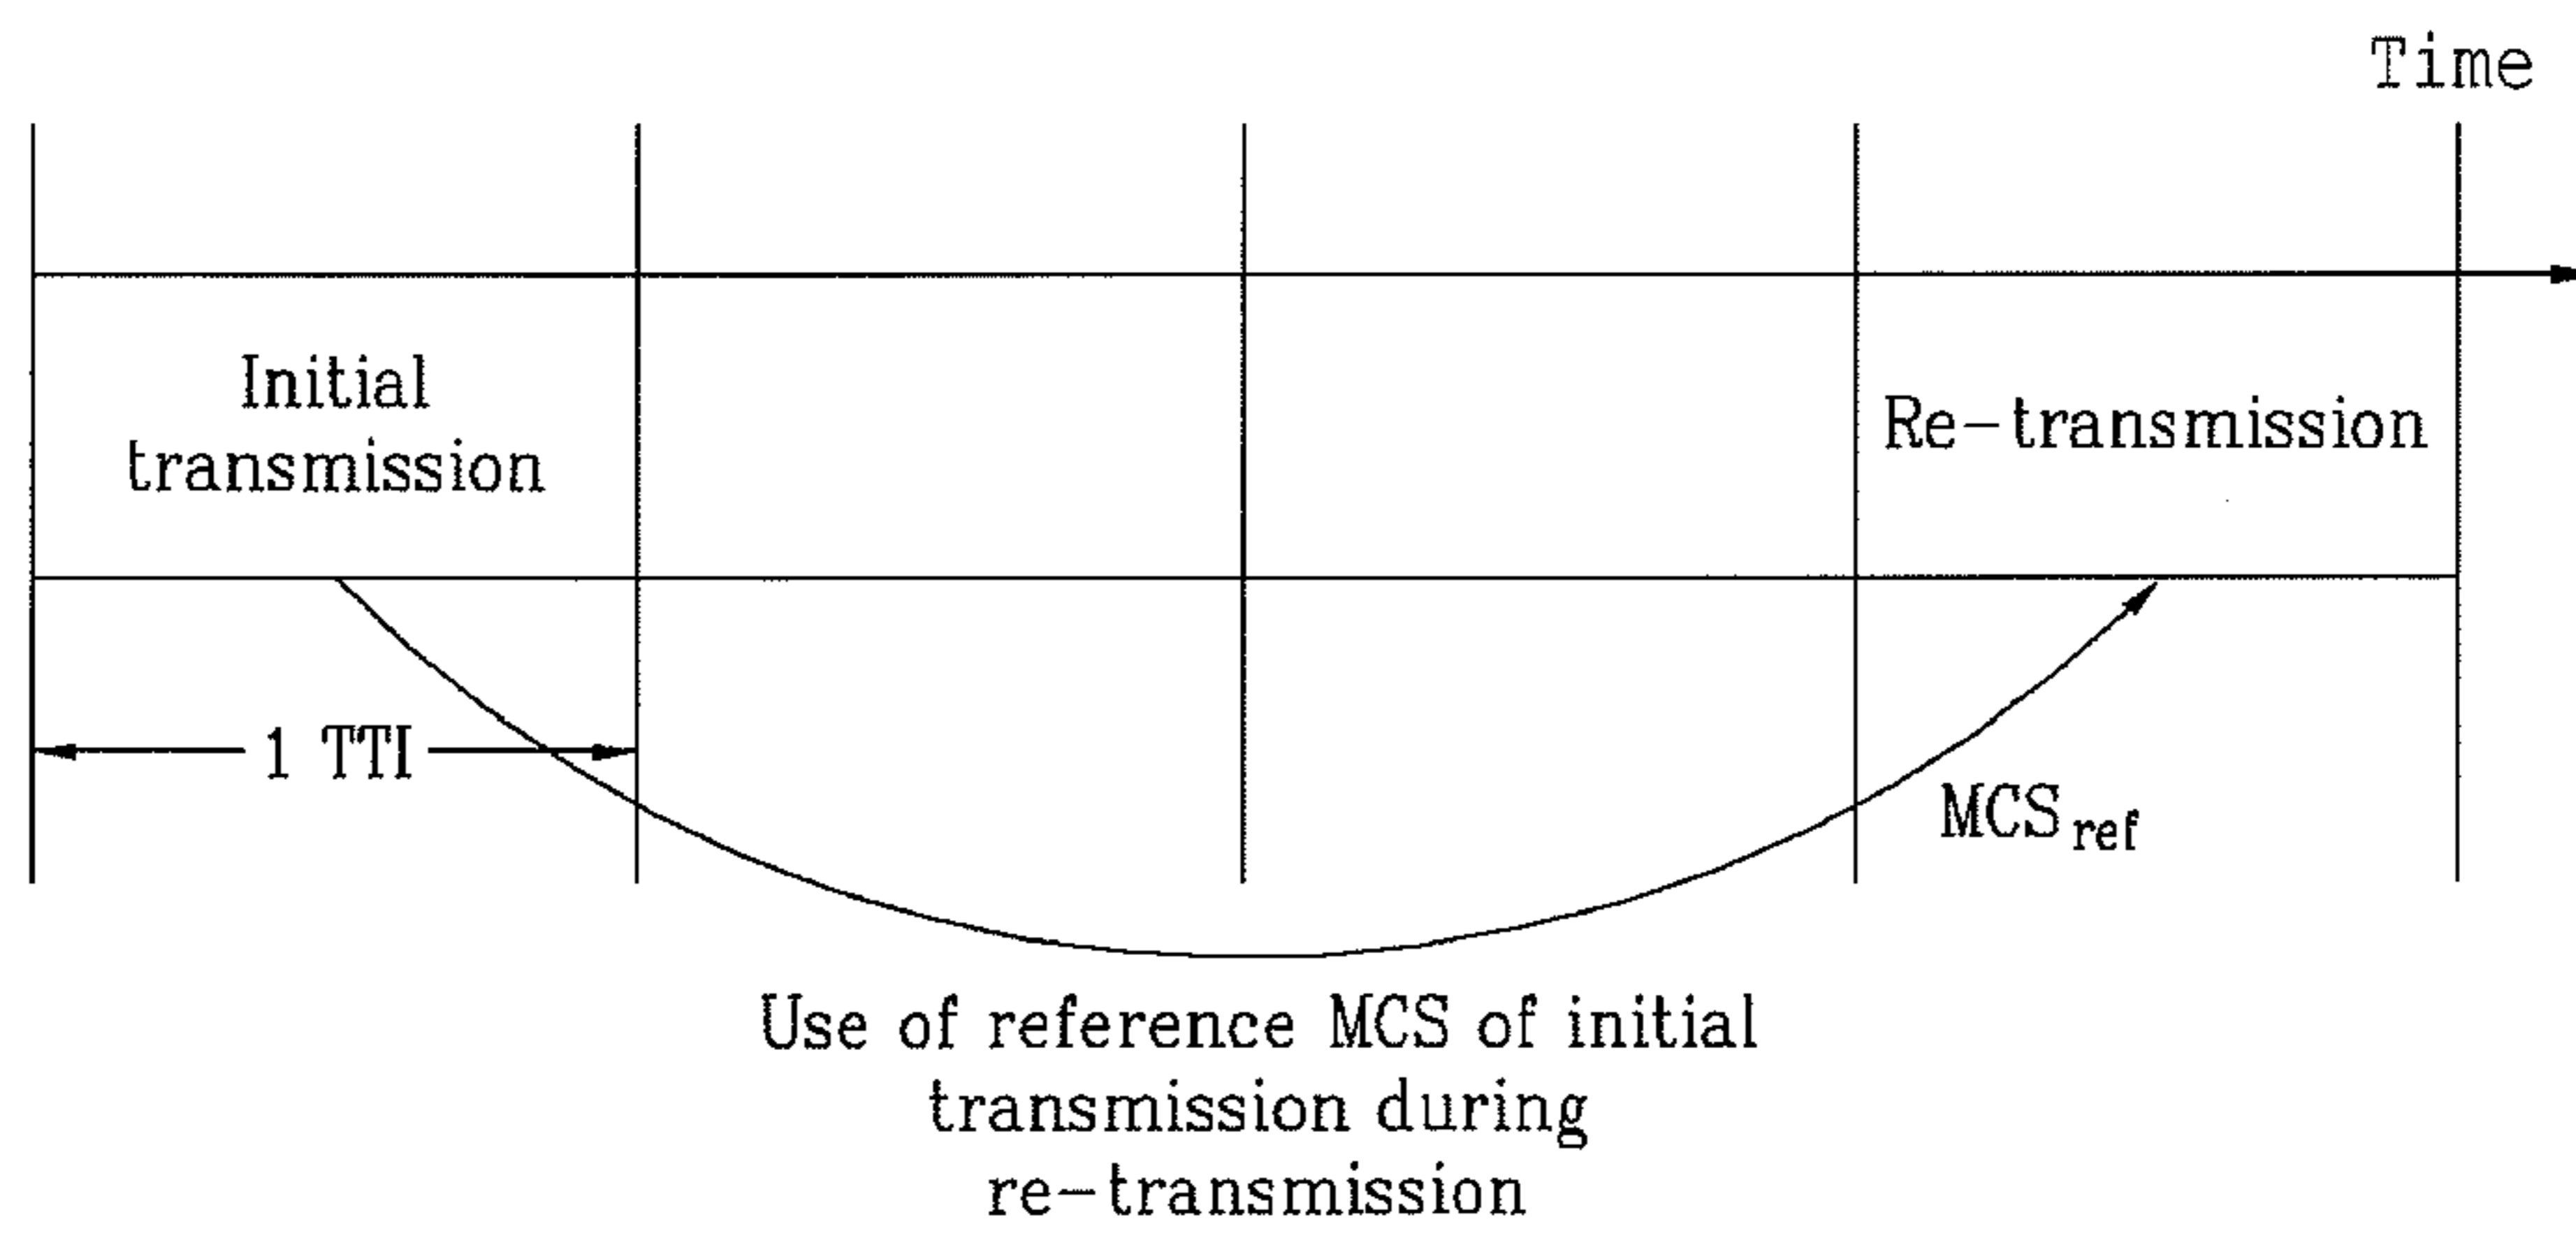 Time
Initial
transmission
Re-transmission
1 TTI
MCS ref
Use of reference MCS of initial
transmission during
re-transmission